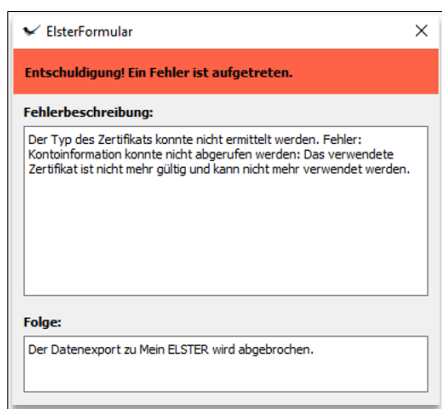 ElsterFormular
Entschuldigung! Ein Fehler ist aufgetreten.
Fehlerbeschreibung:
Der Typ des Zertifikats konnte nicht ermittelt werden. Fehler:
Kontoinformation konnte nicht abgerufen werden: Das verwendete
Zertifikat ist nicht mehr gültig und kann nicht mehr verwendet werden.
Folge:
Der Datenexport zu Mein ELSTER wird abgebrochen.